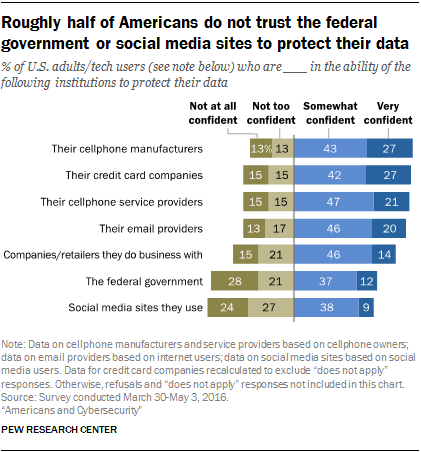 Roughly half of Americans do not trust the federal
government or social media sites to protect their data
% of U.S. adults/tech users (see note below) who are ___ in the ability of the
following institutions to protect their data
Not at all confident Not too confident Somewhat confident Very confident
Their cellphone manufacturers 13% 13 43 27
Their credit card companies 15 15 42 27
Their cellphone service providers 15 15 47 21
Their email providers 13 17 46 20
Companies/retailers they do business with 15 21 46 14
The federal government 28 21 37 12
Social media sites they use 24 27 38 9
Note: Data on cellphone manufacturers and service providers based on cellphone owners;
data on email providers based on internet users; data on social media sites based on social
media users. Data for credit card companies recalculated to exclude “does not apply”
responses. Otherwise, refusals and “does not apply” responses not included in this chart.
Source: Survey conducted March 30-May 3, 2016.
“Americans and Cybersecurity”
PEW RESEARCH CENTER